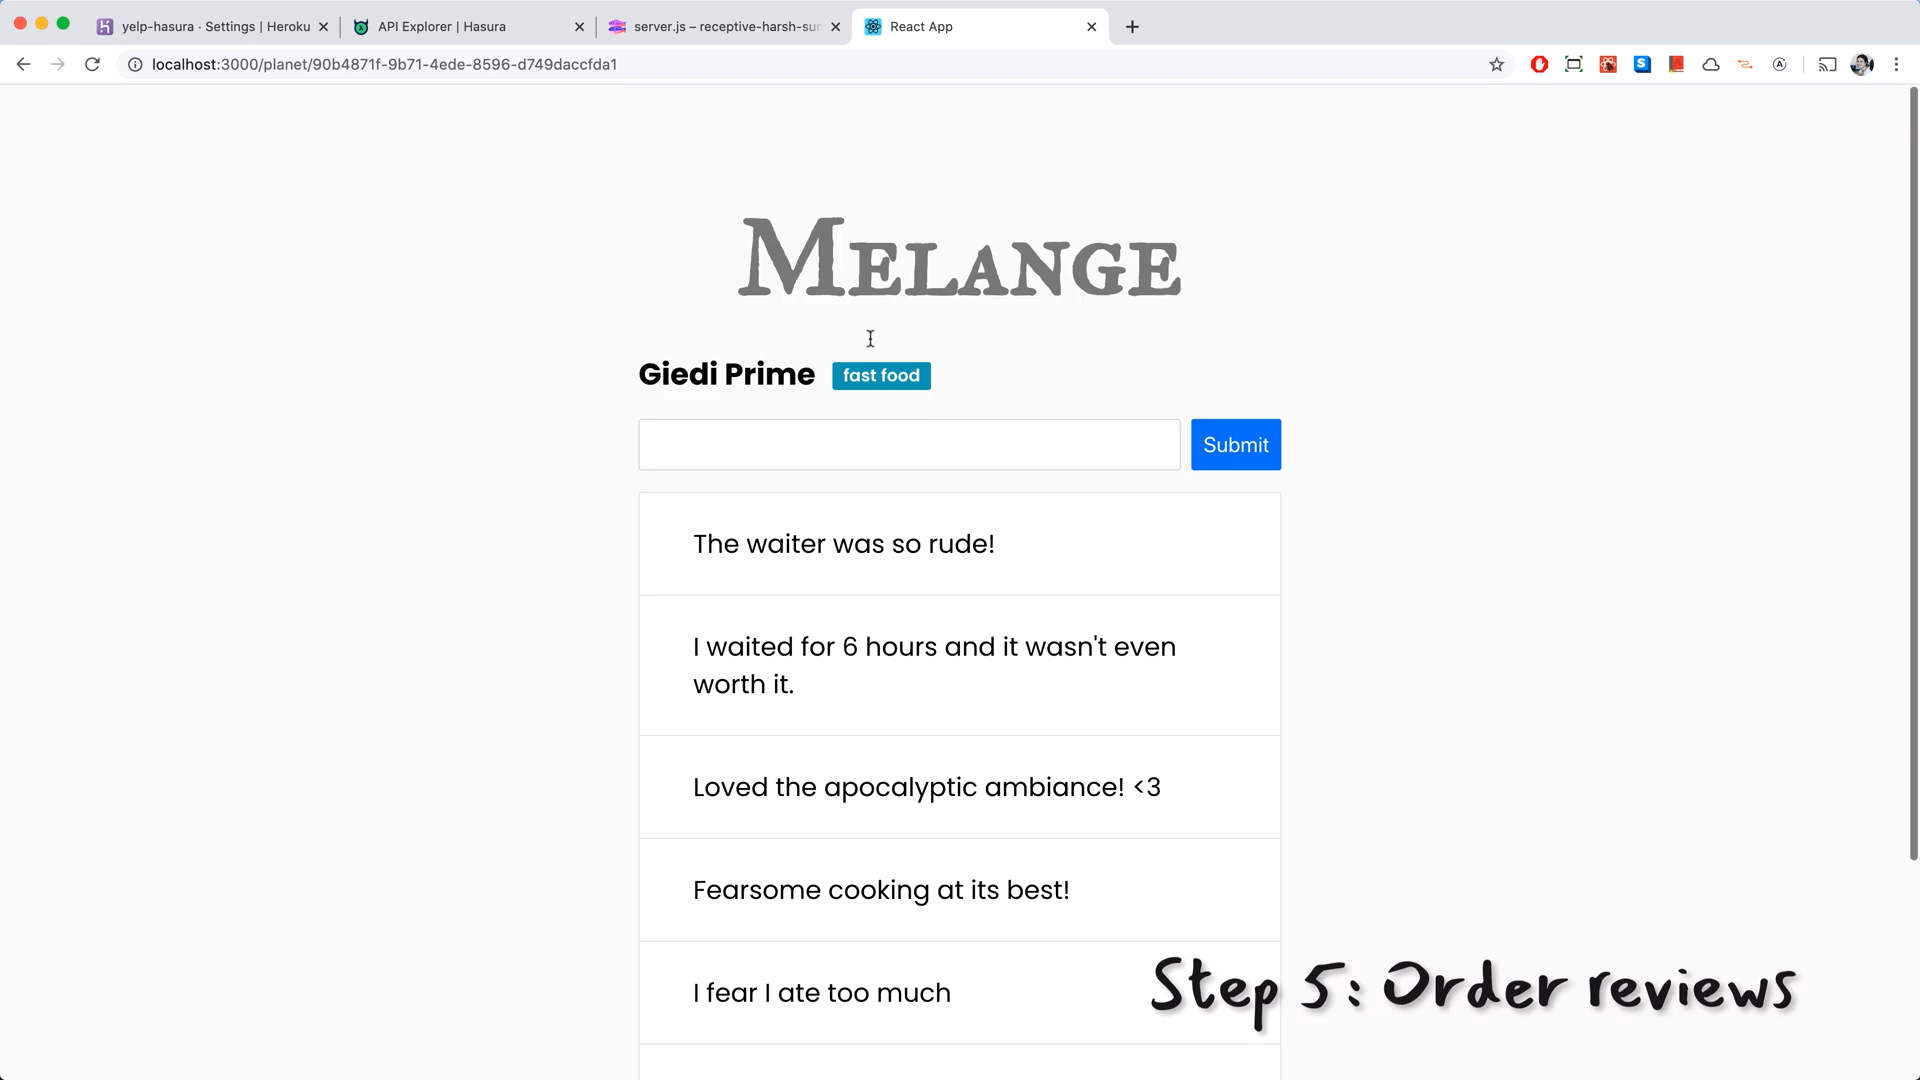 yelp-hasura · Settings | Heroku
API Explorer | Hasura
server.js – receptive-harsh-sun
React App
localhost:3000/planet/90b4871f-9b71-4ede-8596-d749daccfda1
Melange
Giedi Prime
fast food
Submit
The waiter was so rude!
I waited for 6 hours and it wasn't even
worth it.
Loved the apocalyptic ambiance! <3
Fearsome cooking at its best!
I fear I ate too much
Step 5: Order reviews